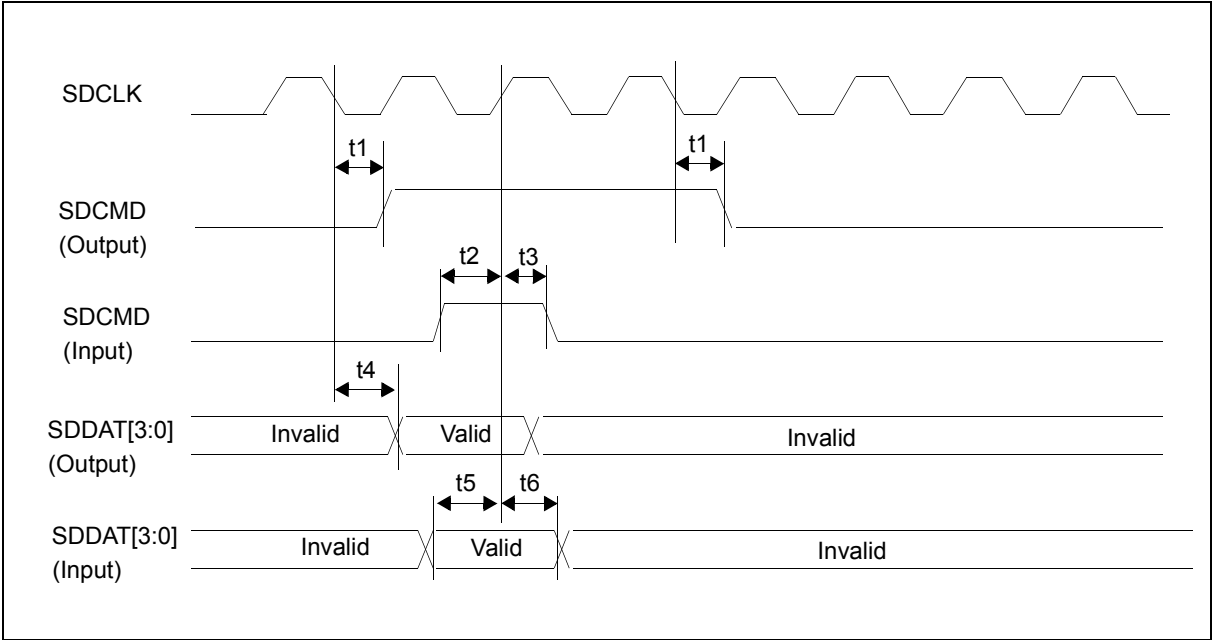 SDCLK
t1
t1
SDCMD
(Output)
t2
t3
SDCMD
(Input)
t4
SDDAT[3:0]
(Output)
Invalid
Valid
Invalid
t5
t6
SDDAT[3:0]
(Input)
Invalid
Valid
Invalid